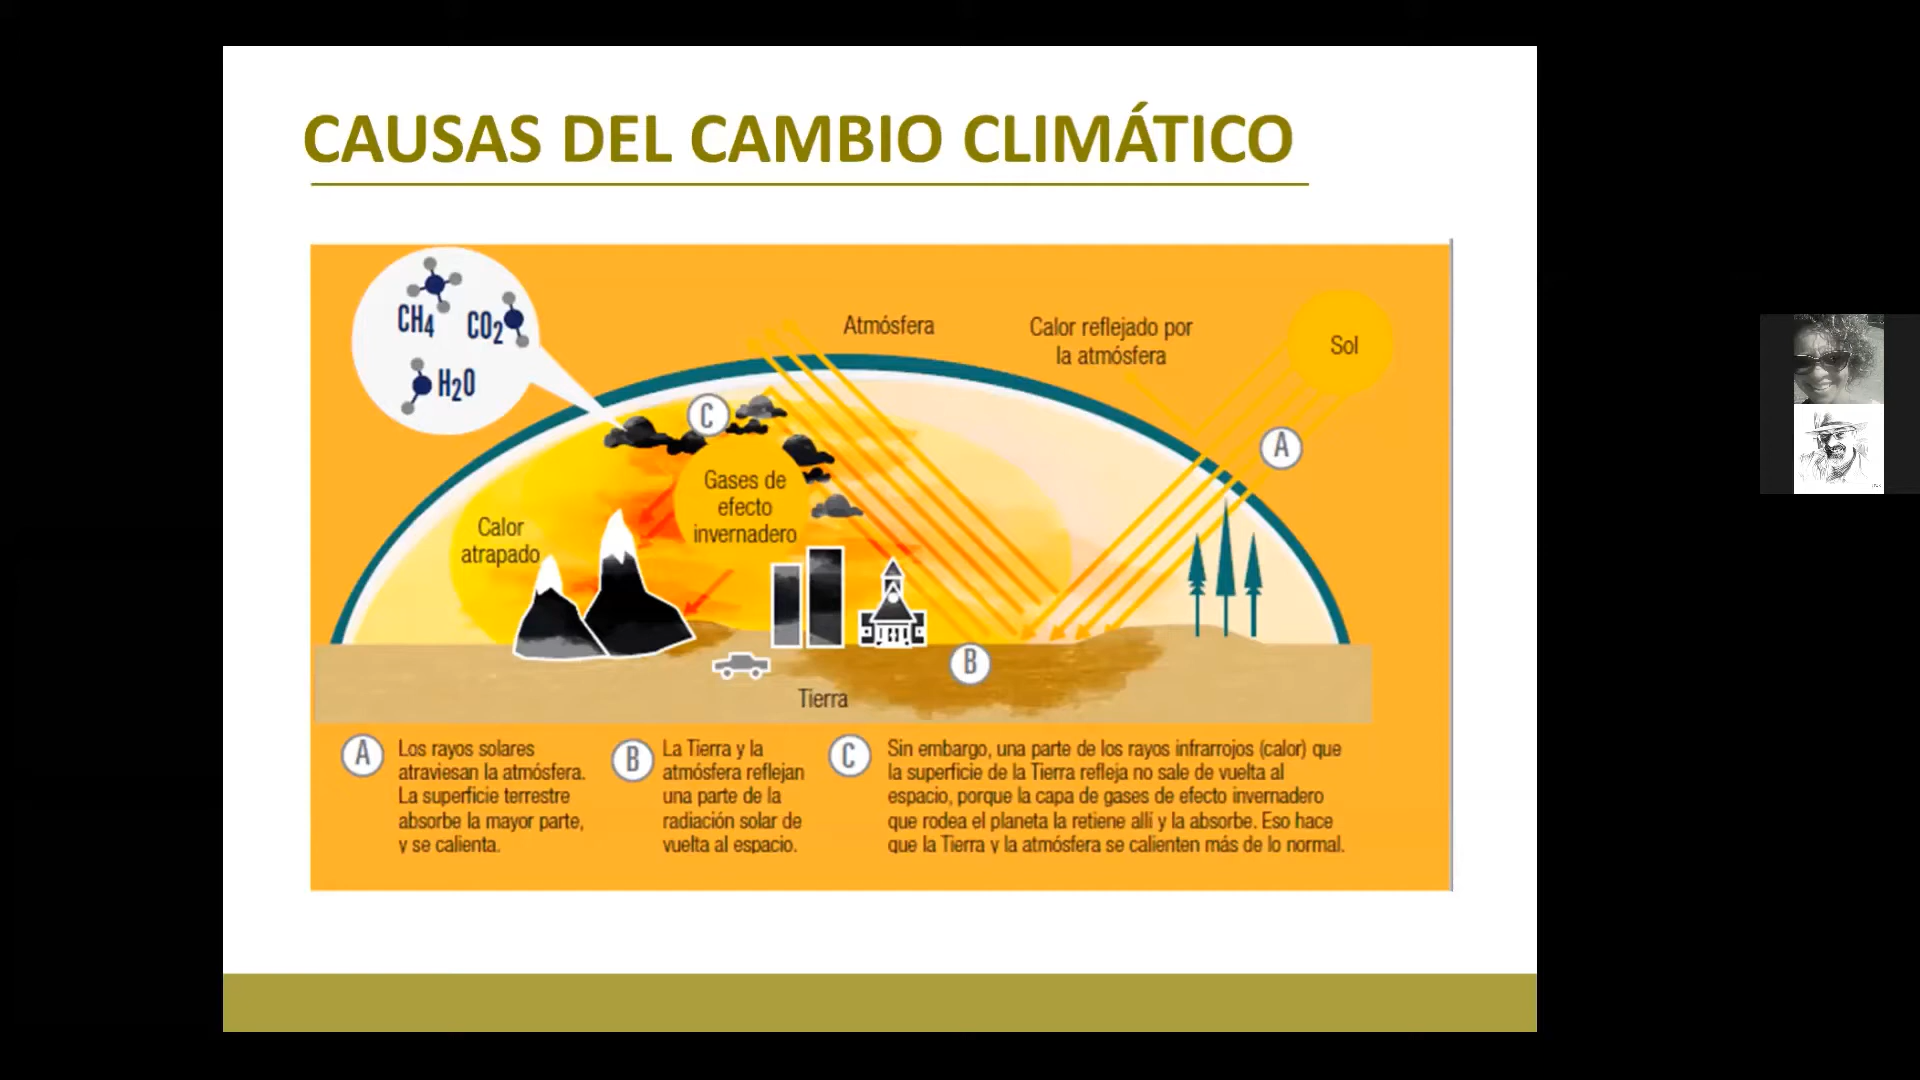 CAUSAS DEL CAMBIO CLIMÁTICO
CH4
CO2
H2O
Atmósfera
Calor reflejado por
la atmósfera
Sol
C
A
Gases de
efecto
invernadero
Calor
atrapado
B
Tierra
A
Los rayos solares
atraviesan la atmósfera.
La superficie terrestre
absorbe la mayor parte,
y se calienta.
B
La Tierra y la
atmósfera reflejan
una parte de la
radiación solar de
vuelta al espacio.
C
Sin embargo, una parte de los rayos infrarrojos (calor) que
la superficie de la Tierra refleja no sale de vuelta al
espacio, porque la capa de gases de efecto invernadero
que rodea el planeta la retiene allí y la absorbe. Eso hace
que la Tierra y la atmósfera se calienten más de lo normal.